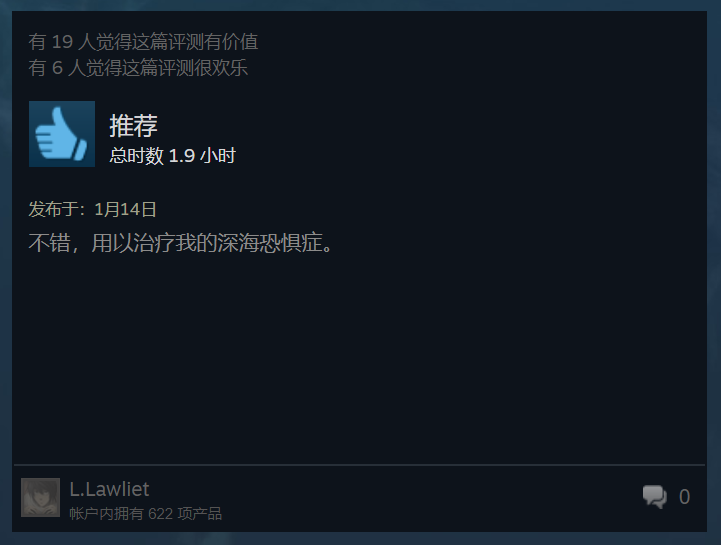 有 19 人觉得这篇评测有价值
有 6 人觉得这篇评测很欢乐
推荐
总时数 1.9 小时
发布于：1月14日
不错，用以治疗我的深海恐惧症。
L.Lawliet
帐户内拥有 622 项产品
0